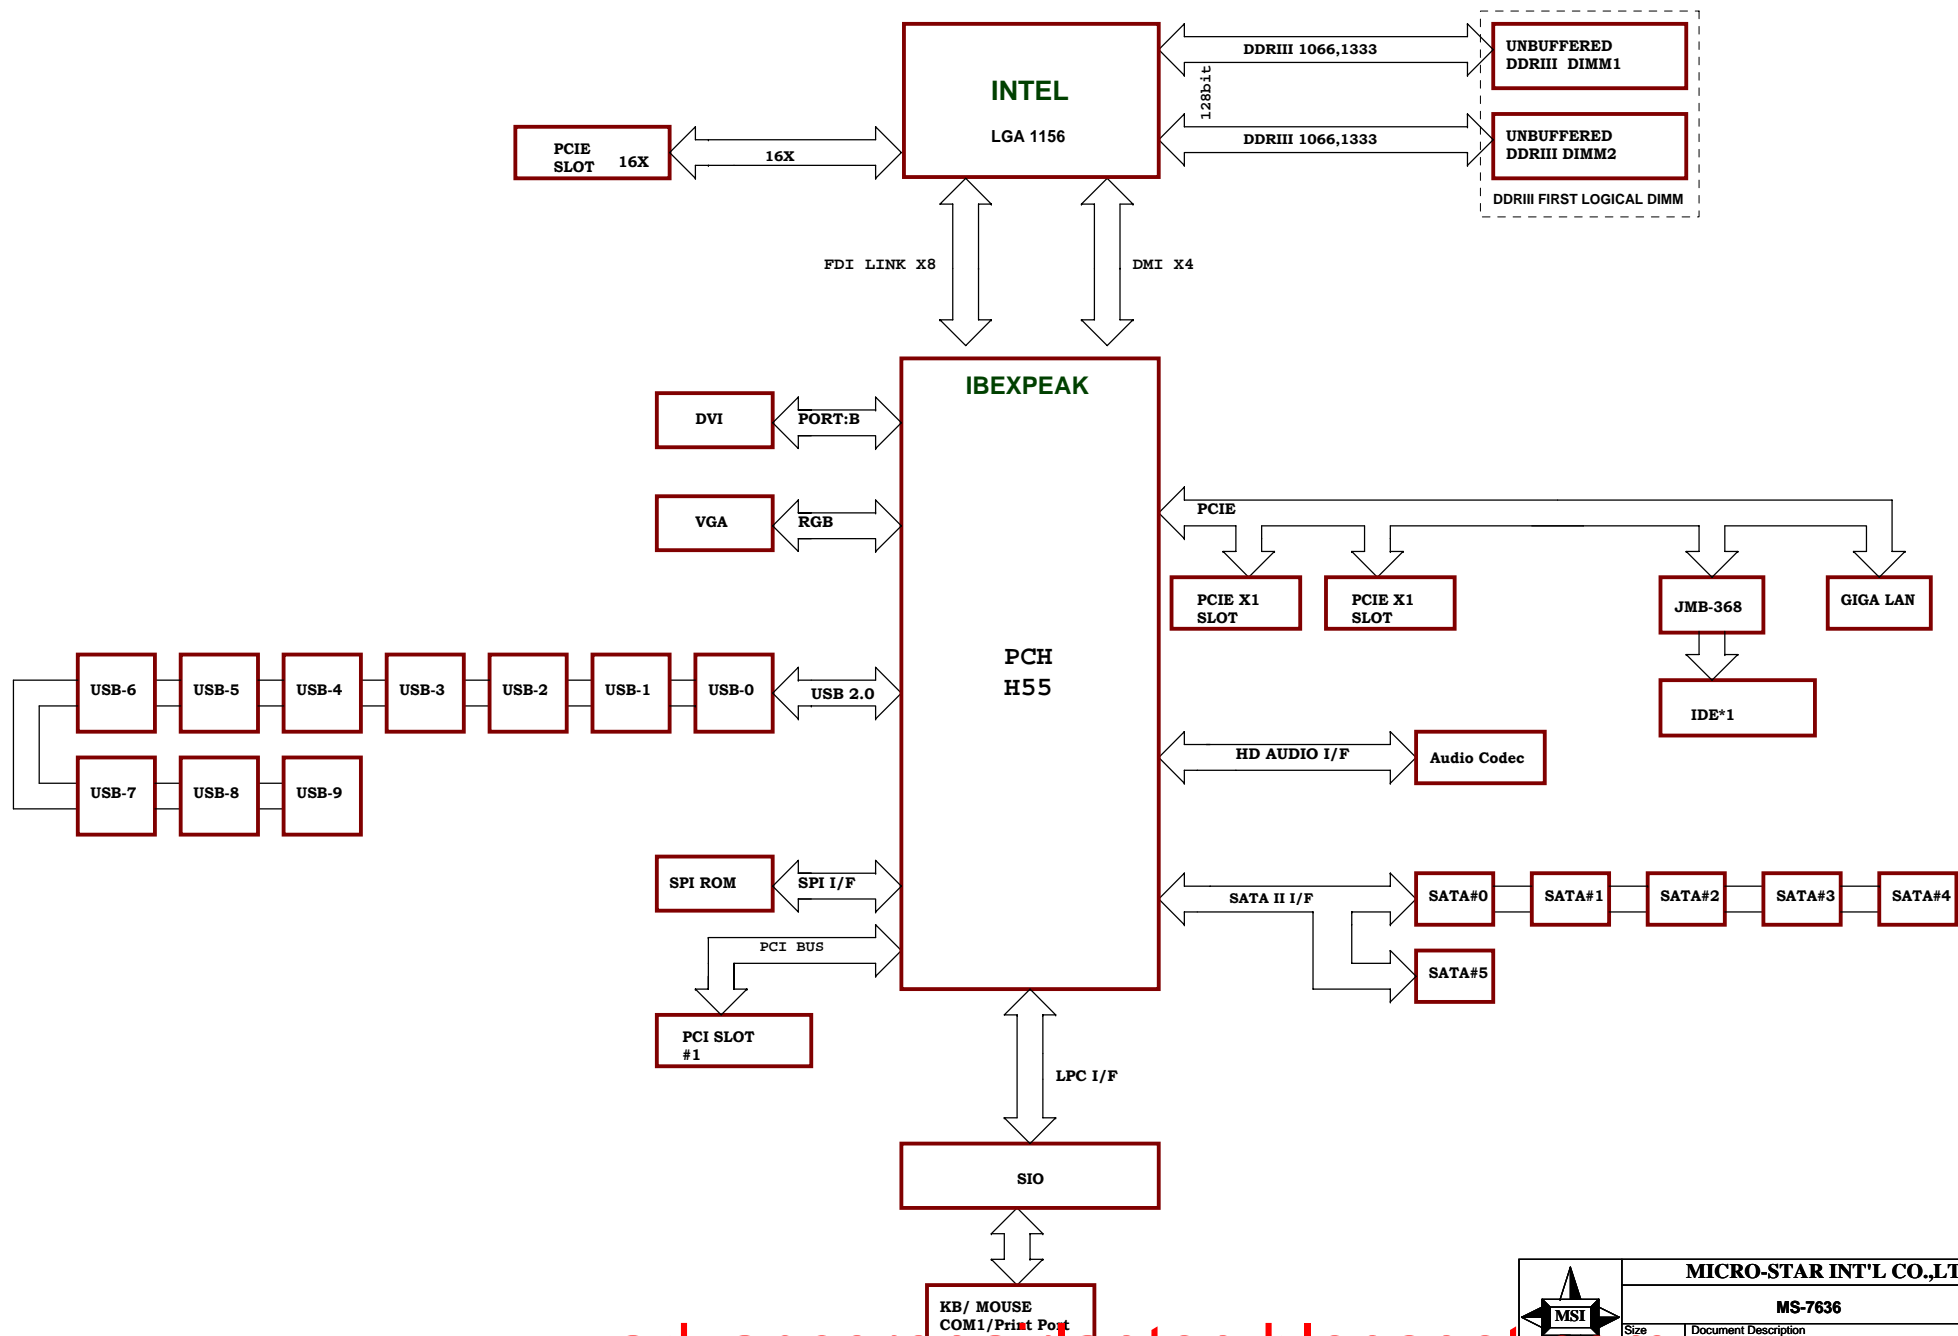 INTEL
LGA 1156
DDRIII 1066,1333
128bit
DDRIII 1066,1333
UNBUFFERED
DDRIII DIMM1
UNBUFFERED
DDRIII DIMM2
DDRIII FIRST LOGICAL DIMM
PCIE
SLOT 16X
16X
FDI LINK X8
DMI X4
IBEXPEAK
PCH
H55
DVI
PORT:B
VGA
RGB
PCIE
PCIE X1
SLOT
PCIE X1
SLOT
JMB-368
GIGA LAN
IDE*1
USB-6
USB-5
USB-4
USB-3
USB-2
USB-1
USB-0
USB 2.0
USB-7
USB-8
USB-9
HD AUDIO I/F
Audio Codec
SPI ROM
SPI I/F
SATA II I/F
SATA#0
SATA#1
SATA#2
SATA#3
SATA#4
SATA#5
PCI BUS
PCI SLOT
#1
LPC I/F
SIO
KB/ MOUSE
COM1/Print Port
MSI
MICRO-STAR INT'L CO.,LT
MS-7636
Size
Document Description